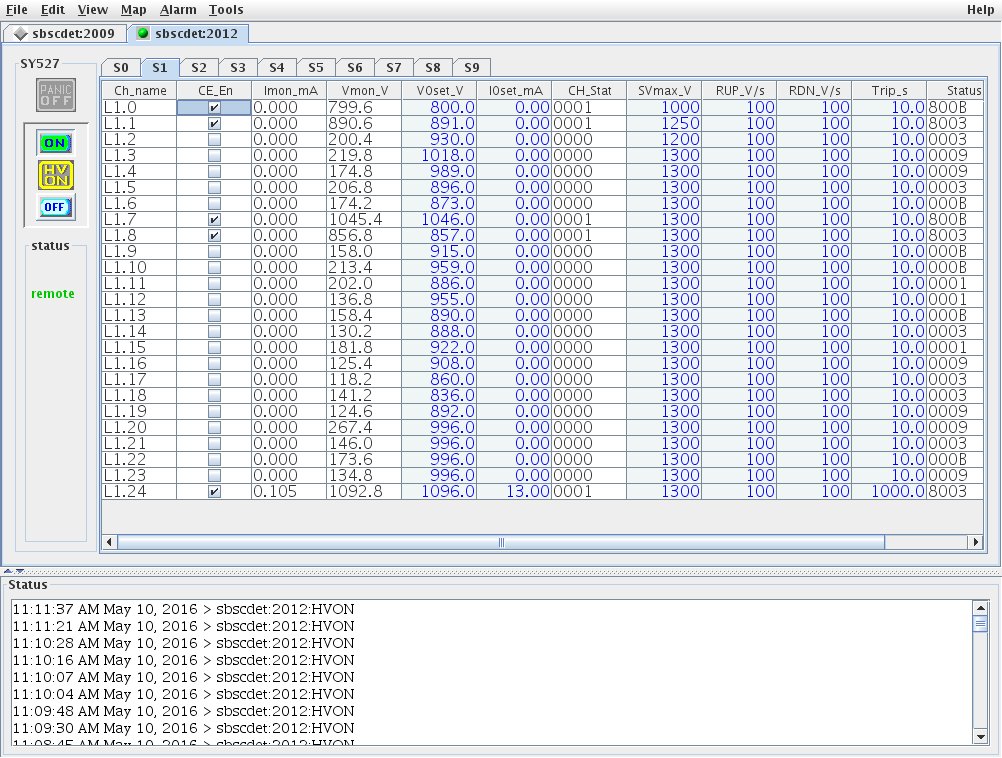 File Edit View Map Alarm Tools Help
sbscdet:2009 sbscdet:2012
SY527 S0 S1 S2 S3 S4 S5 S6 S7 S8 S9
PANIC OFF
ON
HV ON
OFF
status
remote
Ch_name CE_En Imon_mA Vmon_V V0set_V I0set_mA CH_Stat SVmax_V RUP_V/s RDN_V/s Trip_s Status
L1.0 0.000 799.6 800.0 0.00 0001 1000 100 100 10.0 800B
L1.1 0.000 890.6 891.0 0.00 0001 1250 100 100 10.0 8003
L1.2 0.000 200.4 930.0 0.00 0000 1200 100 100 10.0 0003
L1.3 0.000 219.8 1018.0 0.00 0000 1300 100 100 10.0 0009
L1.4 0.000 174.8 989.0 0.00 0000 1300 100 100 10.0 0009
L1.5 0.000 206.8 896.0 0.00 0000 1300 100 100 10.0 0003
L1.6 0.000 174.2 873.0 0.00 0000 1300 100 100 10.0 000B
L1.7 0.000 1045.4 1046.0 0.00 0001 1300 100 100 10.0 800B
L1.8 0.000 856.8 857.0 0.00 0001 1300 100 100 10.0 8003
L1.9 0.000 158.0 915.0 0.00 0000 1300 100 100 10.0 000B
L1.10 0.000 213.4 959.0 0.00 0000 1300 100 100 10.0 000B
L1.11 0.000 202.0 886.0 0.00 0000 1300 100 100 10.0 0001
L1.12 0.000 136.8 955.0 0.00 0000 1300 100 100 10.0 0001
L1.13 0.000 158.4 890.0 0.00 0000 1300 100 100 10.0 000B
L1.14 0.000 130.2 888.0 0.00 0000 1300 100 100 10.0 0003
L1.15 0.000 181.8 922.0 0.00 0000 1300 100 100 10.0 0001
L1.16 0.000 125.4 908.0 0.00 0000 1300 100 100 10.0 0009
L1.17 0.000 118.2 860.0 0.00 0000 1300 100 100 10.0 0003
L1.18 0.000 141.2 836.0 0.00 0000 1300 100 100 10.0 0003
L1.19 0.000 124.6 892.0 0.00 0000 1300 100 100 10.0 0009
L1.20 0.000 267.4 996.0 0.00 0000 1300 100 100 10.0 0009
L1.21 0.000 146.0 996.0 0.00 0000 1300 100 100 10.0 0003
L1.22 0.000 173.6 996.0 0.00 0000 1300 100 100 10.0 000B
L1.23 0.000 134.8 996.0 0.00 0000 1300 100 100 10.0 0009
L1.24 0.105 1092.8 1096.0 13.00 0001 1300 100 100 1000.0 8003
Status
11:11:37 AM May 10, 2016 > sbscdet:2012:HVON
11:11:21 AM May 10, 2016 > sbscdet:2012:HVON
11:10:28 AM May 10, 2016 > sbscdet:2012:HVON
11:10:16 AM May 10, 2016 > sbscdet:2012:HVON
11:10:07 AM May 10, 2016 > sbscdet:2012:HVON
11:10:04 AM May 10, 2016 > sbscdet:2012:HVON
11:09:48 AM May 10, 2016 > sbscdet:2012:HVON
11:09:30 AM May 10, 2016 > sbscdet:2012:HVON
11:08:45 AM May 10, 2016 > sbscdet:2012:HVON